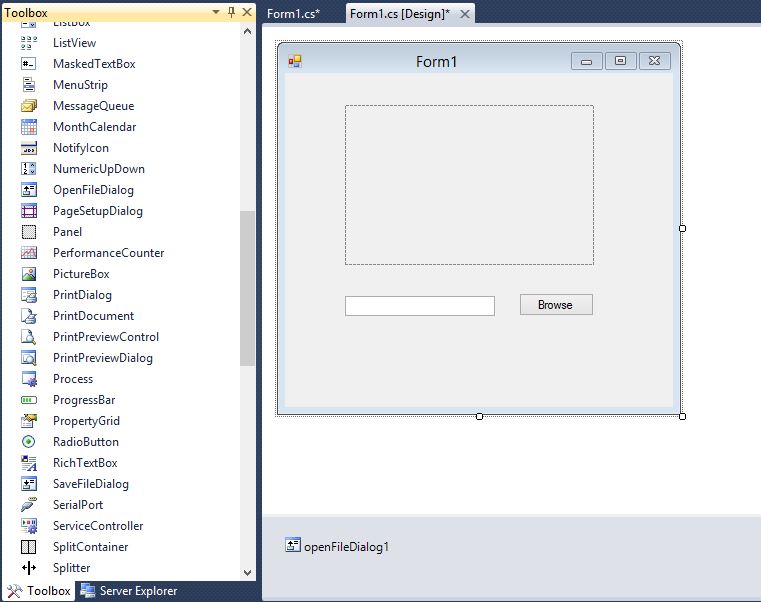 Toolbox
ListBox
ListView
MaskedTextBox
MenuStrip
MessageQueue
MonthCalendar
NotifyIcon
NumericUpDown
OpenFileDialog
PageSetupDialog
Panel
PerformanceCounter
PictureBox
PrintDialog
PrintDocument
PrintPreviewControl
PrintPreviewDialog
Process
ProgressBar
PropertyGrid
RadioButton
RichTextBox
SaveFileDialog
SerialPort
ServiceController
SplitContainer
Splitter
Toolbox Server Explorer
Form1.cs* Form1.cs [Design]*
Form1
Browse
openFileDialog1